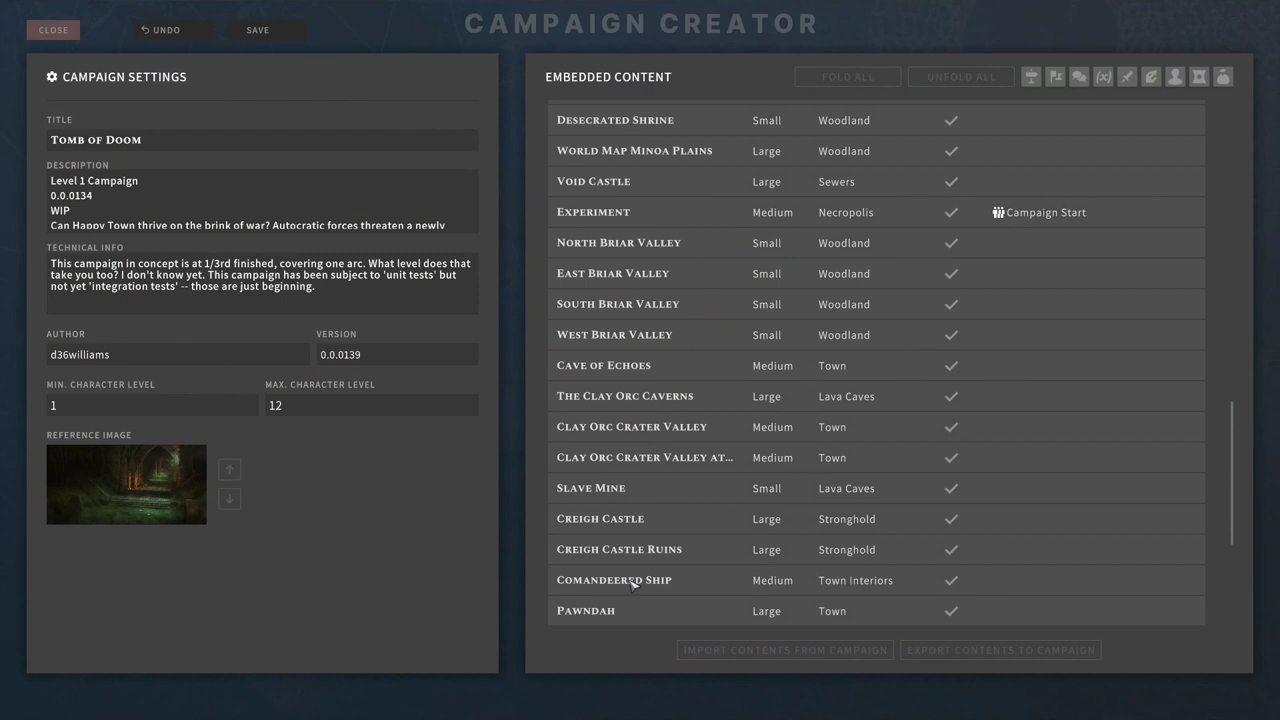 CAMPAIGN CREATOR
CLOSE
UNDO
SAVE
CAMPAIGN SETTINGS
TITLE
Tomb of Doom
DESCRIPTION
Level 1 Campaign
0.0.0134
WIP
Can Happy Town thrive on the brink of war? Autocratic forces threaten a newly
TECHNICAL INFO
This campaign in concept is at 1/3rd finished, covering one arc. What level does that
take you too? I don't know yet. This campaign has been subject to 'unit tests' but
not yet 'integration tests' -- those are just beginning.
AUTHOR VERSION
d36williams 0.0.0139
MIN. CHARACTER LEVEL MAX. CHARACTER LEVEL
1 12
REFERENCE IMAGE
EMBEDDED CONTENT FOLD ALL UNFOLD ALL (x)
Desecrated Shrine Small Woodland
World Map Minoa Plains Large Woodland
Void Castle Large Sewers
Experiment Medium Necropolis Campaign Start
North Briar Valley Small Woodland
East Briar Valley Small Woodland
South Briar Valley Small Woodland
West Briar Valley Small Woodland
Cave of Echoes Medium Town
The Clay Orc Caverns Large Lava Caves
Clay Orc Crater Valley Medium Town
Clay Orc Crater Valley At... Medium Town
Slave Mine Small Lava Caves
Creigh Castle Large Stronghold
Creigh Castle Ruins Large Stronghold
Comandeered Ship Medium Town Interiors
Pawndah Large Town
IMPORT CONTENTS FROM CAMPAIGN EXPORT CONTENTS TO CAMPAIGN